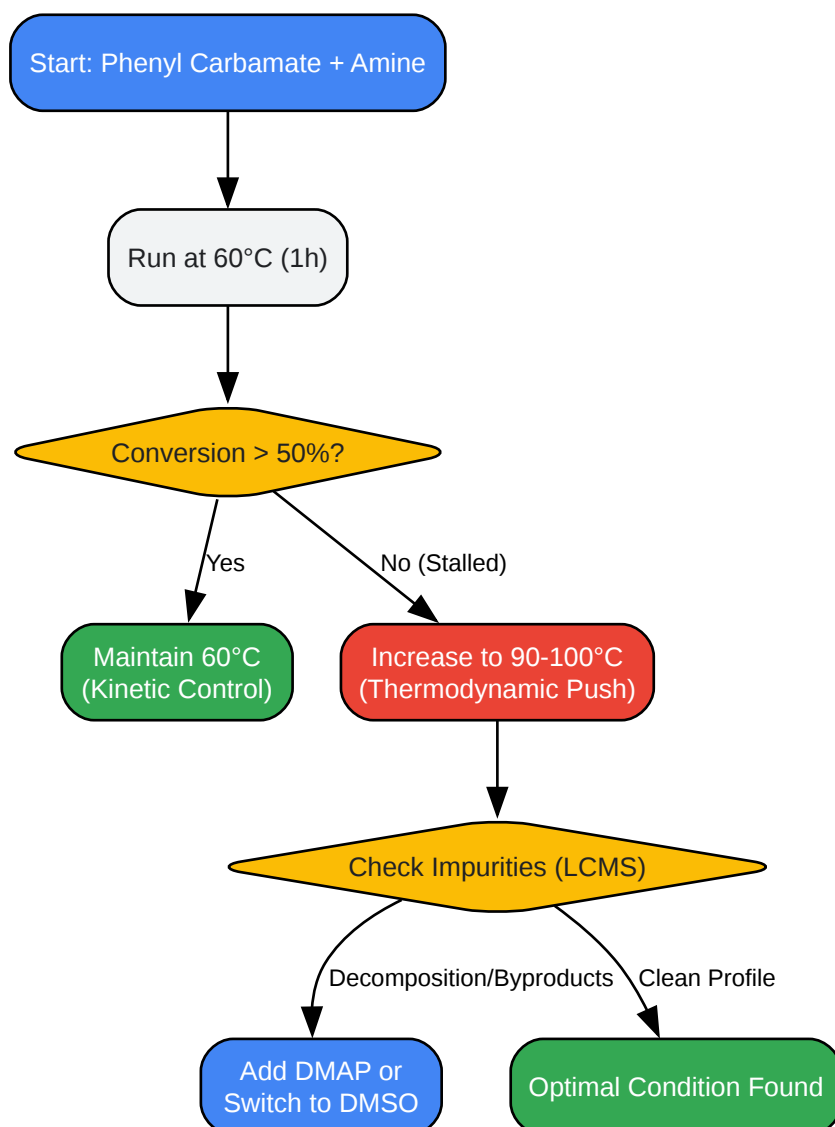 Start: Phenyl Carbamate + Amine
Run at 60°C (1h)
Conversion > 50%?
Yes
No (Stalled)
Maintain 60°C
(Kinetic Control)
Increase to 90-100°C
(Thermodynamic Push)
Check Impurities (LCMS)
Decomposition/Byproducts
Clean Profile
Add DMAP or
Switch to DMSO
Optimal Condition Found